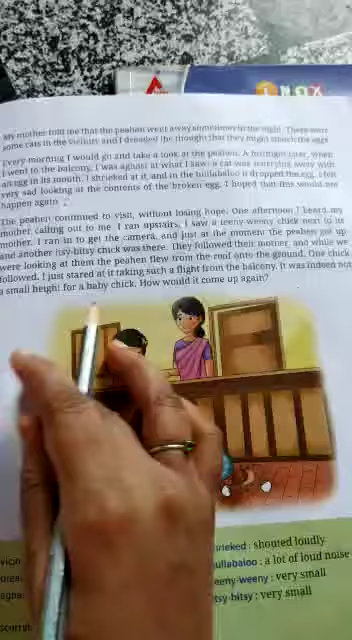 My mother told me that the peahen went away sometimes in the night. There were
some cats in the vicinity and I dreaded the thought that they might snatch the eggs.
Every morning I would go and take a look at the peahen. A fortnight later, when
I went to the balcony, I was aghast at what I saw: a cat was scurrying away with
an egg in its mouth. I shrieked at it, and in the hullabaloo it dropped the egg. I felt
very sad looking at the contents of the broken egg. I hoped that this would not
happen again.
The peahen continued to visit, without losing hope. One afternoon I heard my
mother calling out to me. I ran upstairs. I saw a teeny-weeny chick next to its
mother. I ran in to get the camera, and just at the moment the peahen got up
and another itsy-bitsy chick was there. They followed their mother, and while we
were looking at them the peahen flew from the roof onto the ground. One chick
followed. I just stared at it taking such a flight from the balcony. It was indeed not
a small height for a baby chick. How would it come up again?
shrieked : shouted loudly
hullabaloo : a lot of loud noise
teeny-weeny : very small
itsy-bitsy : very small